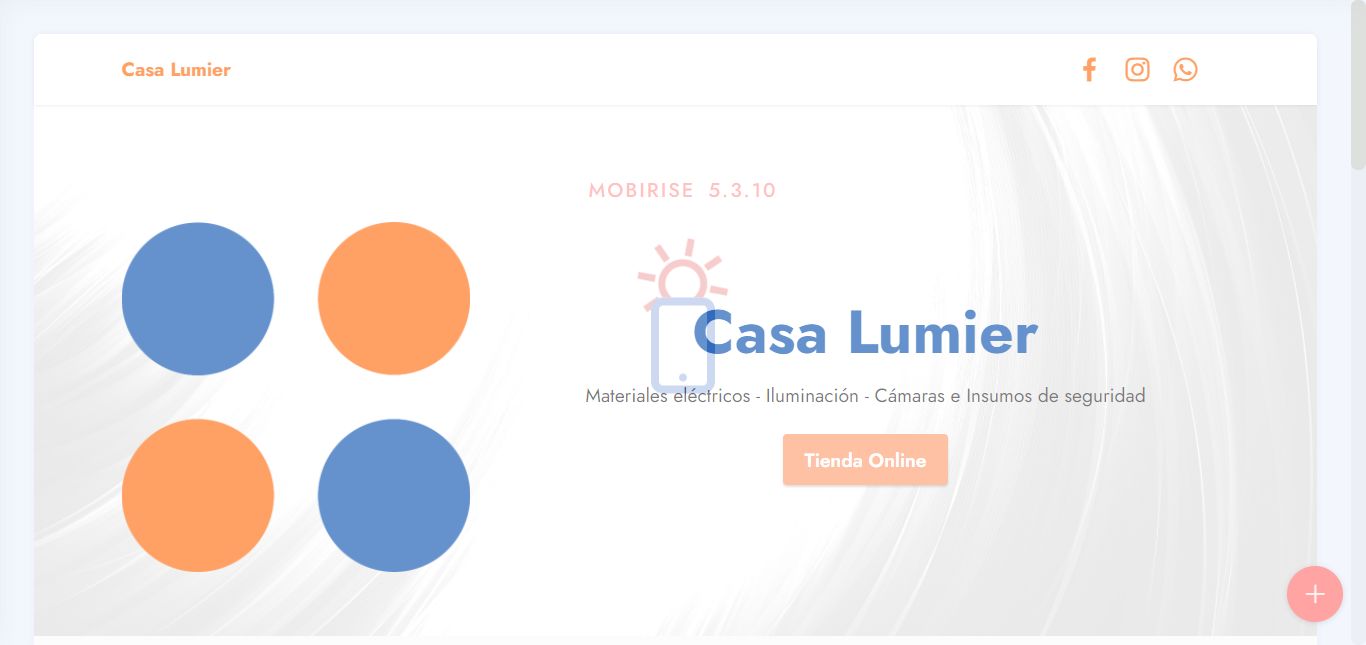 Casa Lumier
MOBIRISE 5.3.10
Casa Lumier
Materiales eléctricos - Iluminación - Cámaras e Insumos de seguridad
Tienda Online